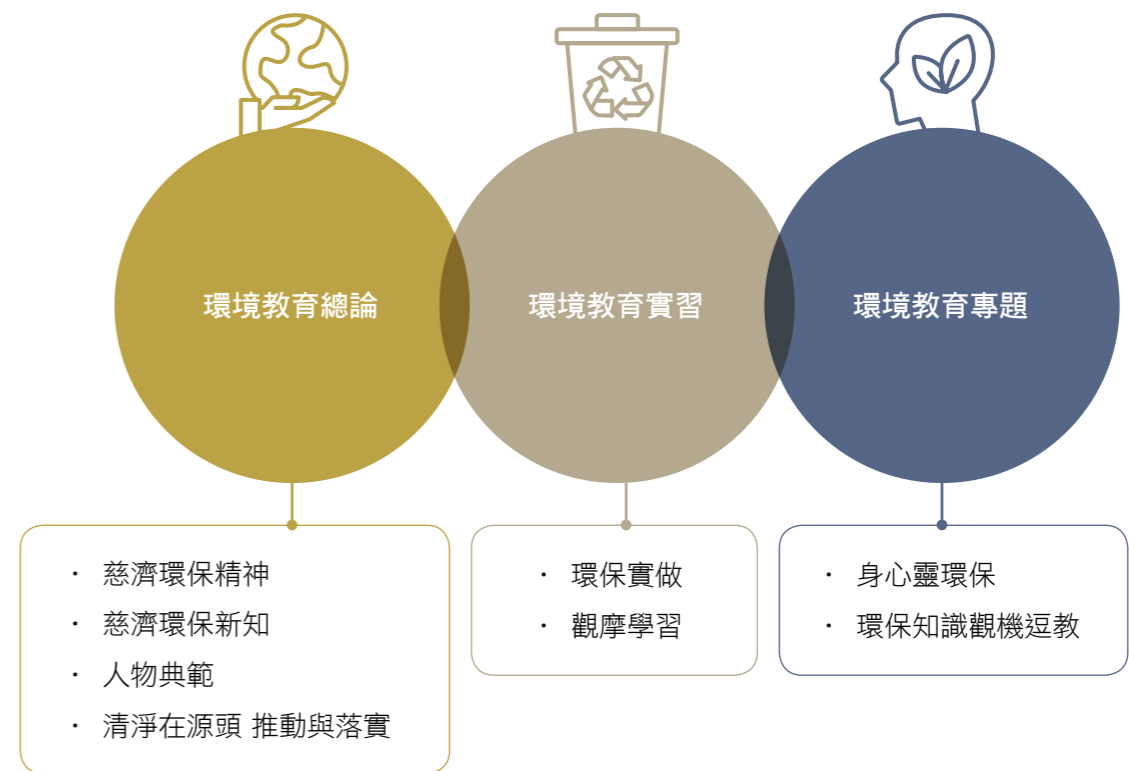 環境教育總論
環境教育實習
環境教育專題
· 慈濟環保精神
· 慈濟環保新知
· 人物典範
· 清淨在源頭 推動與落實
· 環保實做
· 觀摩學習
· 身心靈環保
· 環保知識觀機逗教